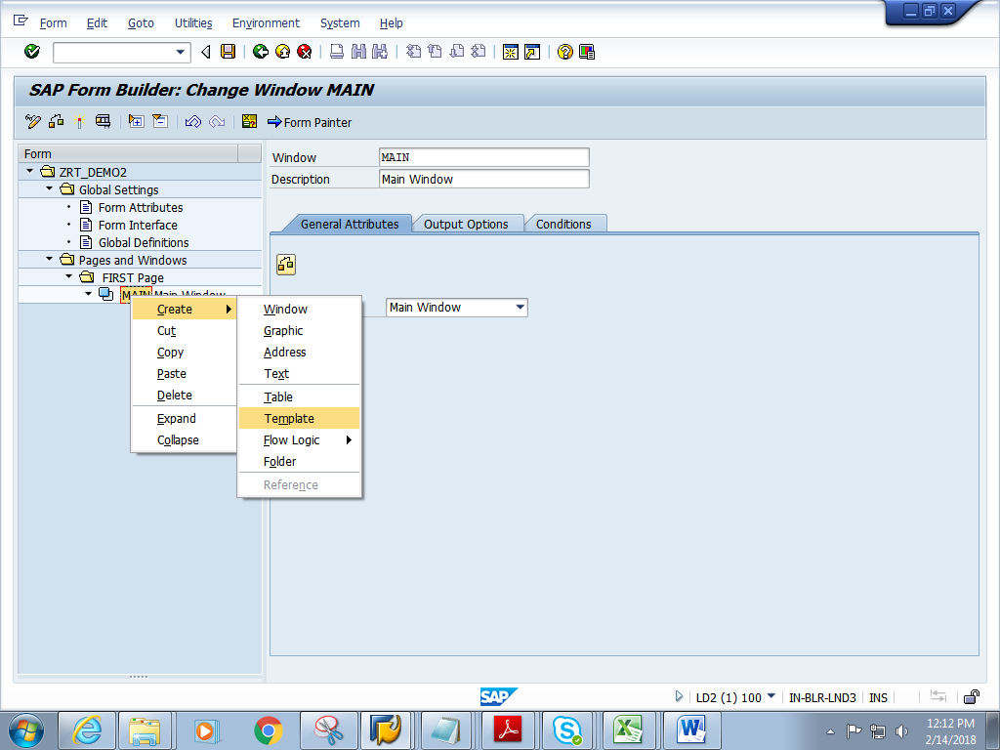 Form Edit Goto Utilities Environment System Help
SAP Form Builder: Change Window MAIN
Form Painter
Form
ZRT_DEMO2
Global Settings
Form Attributes
Form Interface
Global Definitions
Pages and Windows
FIRST Page
MAIN Main Window
Window MAIN
Description Main Window
General Attributes Output Options Conditions
Main Window
Create
Cut
Copy
Paste
Delete
Expand
Collapse
Window
Graphic
Address
Text
Table
Template
Flow Logic
Folder
Reference
SAP
LD2 (1) 100 IN-BLR-LND3 INS
12:12 PM
2/14/2018